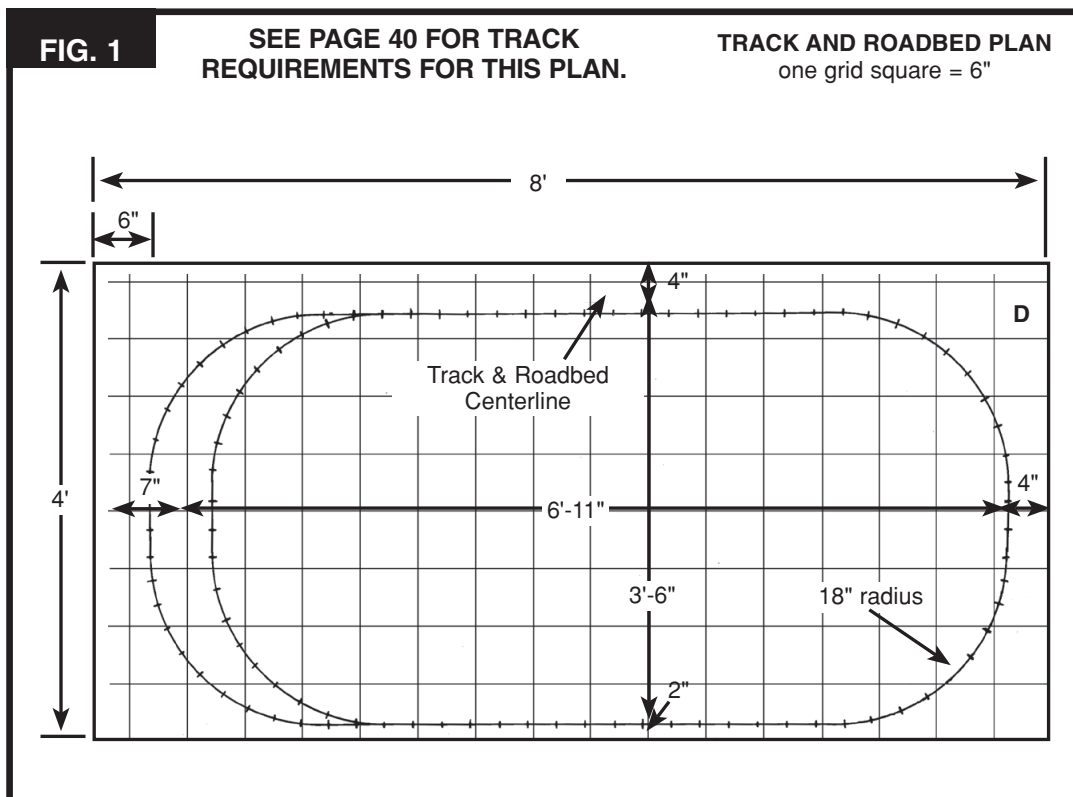 FIG. 1
SEE PAGE 40 FOR TRACK
REQUIREMENTS FOR THIS PLAN.
TRACK AND ROADBED PLAN
one grid square = 6"
8'
6"
4"
D
Track & Roadbed
Centerline
4'
7"
6'-11"
4"
3'-6"
18" radius
2"